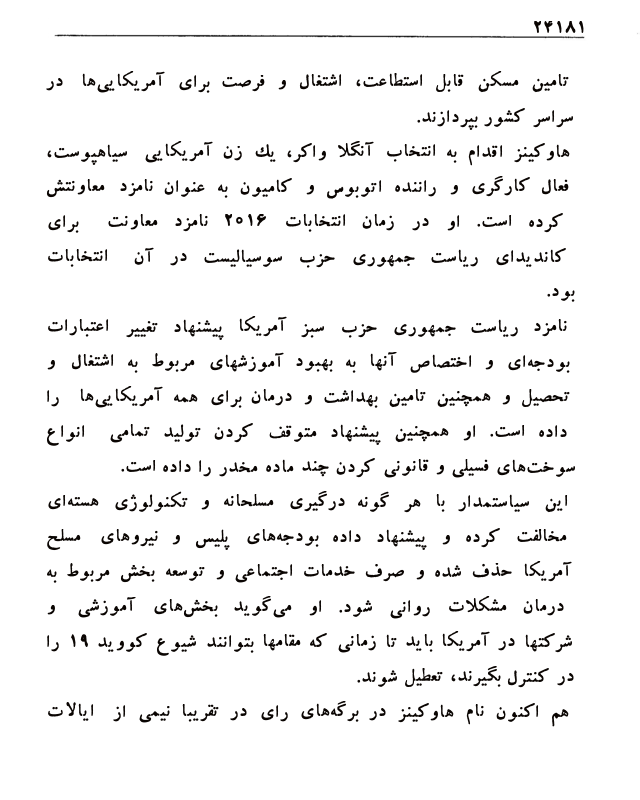 ۲۴۱۸۱
تامین مسکن قابل استطاعت، اشتغال و فرصت برای آمریکایی‌ها در
سراسر کشور بپردازند.
هاوکینز اقدام به انتخاب آنگلا واکر، یك زن آمریکایی سیاهپوست،
فعال کارگری و راننده اتوبوس و کامیون به عنوان نامزد معاونتش
کرده است. او در زمان انتخابات ۲۰۱۶ نامزد معاونت برای
کاندیدای ریاست جمهوری حزب سوسیالیست در آن انتخابات
بود.
نامزد ریاست جمهوری حزب سبز آمریکا پیشنهاد تغییر اعتبارات
بودجه‌ای و اختصاص آنها به بهبود آموزشهای مربوط به اشتغال و
تحصیل و همچنین تامین بهداشت و درمان برای همه آمریکایی‌ها را
داده است. او همچنین پیشنهاد متوقف کردن تولید تمامی انواع
سوخت‌های فسیلی و قانونی کردن چند ماده مخدر را داده است.
این سیاستمدار با هر گونه درگیری مسلحانه و تکنولوژی هسته‌ای
مخالفت کرده و پیشنهاد داده بودجه‌های پلیس و نیروهای مسلح
آمریکا حذف شده و صرف خدمات اجتماعی و توسعه بخش مربوط به
درمان مشکلات روانی شود. او می‌گوید بخش‌های آموزشی و
شرکتها در آمریکا باید تا زمانی که مقامها بتوانند شیوع کووید ۱۹ را
در کنترل بگیرند، تعطیل شوند.
هم اکنون نام هاوکینز در برگه‌های رای در تقریبا نیمی از ایالات